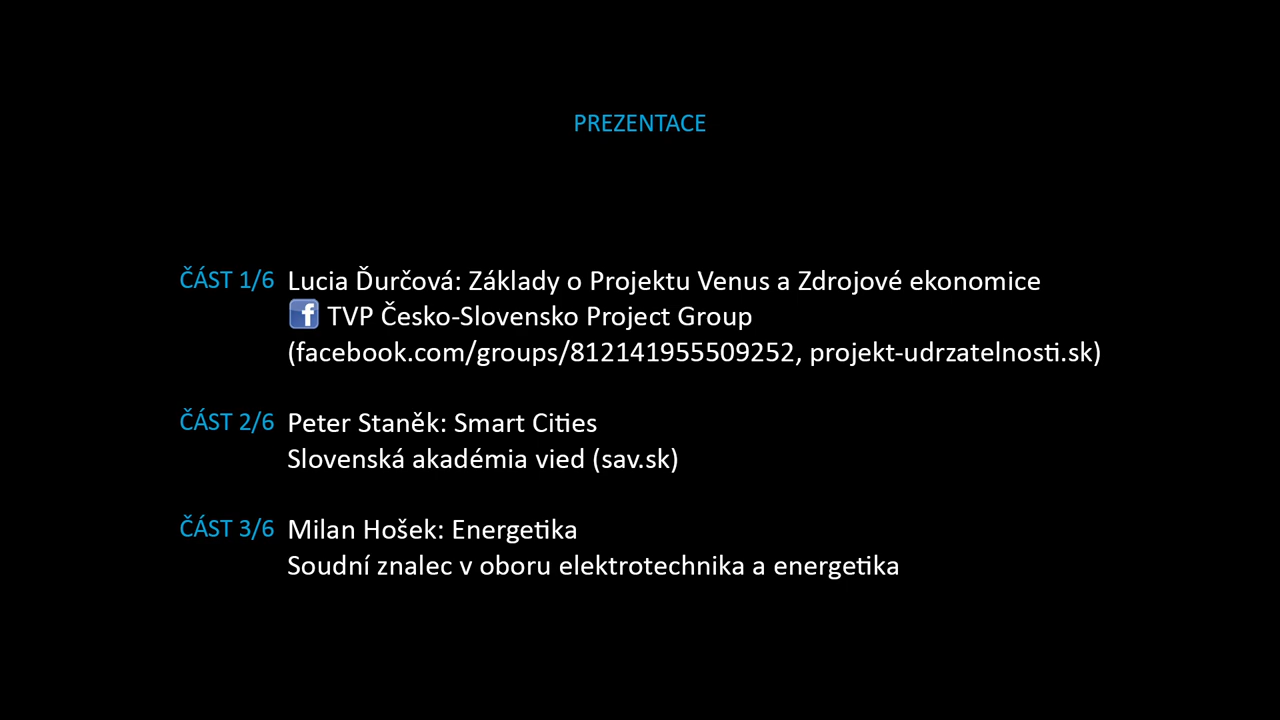 PREZENTACE
ČÁST 1/6 Lucia Ďurčová: Základy o Projektu Venus a Zdrojové ekonomice
f TVP Česko-Slovensko Project Group
(facebook.com/groups/812141955509252, projekt-udrzatelnosti.sk)
ČÁST 2/6 Peter Staněk: Smart Cities
Slovenská akadémia vied (sav.sk)
ČÁST 3/6 Milan Hošek: Energetika
Soudní znalec v oboru elektrotechnika a energetika